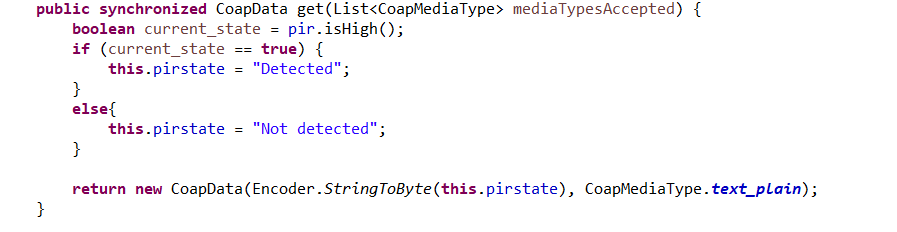 public synchronized CoapData get(List<CoapMediaType> mediaTypesAccepted) {
boolean current_state = pir.isHigh();
if (current_state == true) {
this.pirstate = "Detected";
}
else{
this.pirstate = "Not detected";
}
return new CoapData(Encoder.StringToByte(this.pirstate), CoapMediaType.text_plain);
}